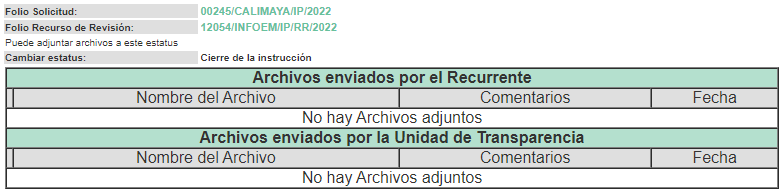 Folio Solicitud: 00245/CALIMAYA/IP/2022
Folio Recurso de Revisión: 12054/INFOEM/IP/RR/2022
Puede adjuntar archivos a este estatus
Cambiar estatus: Cierre de la instrucción
Archivos enviados por el Recurrente
Nombre del Archivo Comentarios Fecha
No hay Archivos adjuntos
Archivos enviados por la Unidad de Transparencia
Nombre del Archivo Comentarios Fecha
No hay Archivos adjuntos